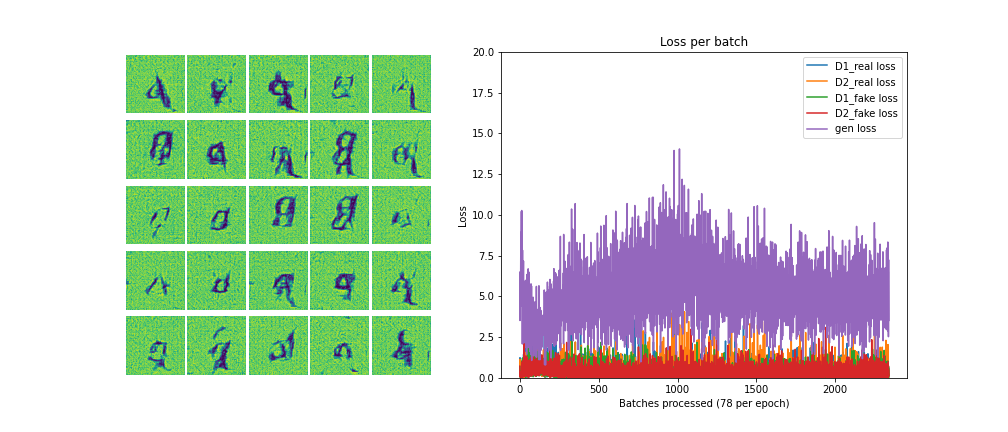 Loss per batch
20.0
17.5
15.0
12.5
10.0
7.5
5.0
2.5
0.0
Loss
D1_real loss
D2_real loss
D1_fake loss
D2_fake loss
gen loss
0 500 1000 1500 2000
Batches processed (78 per epoch)